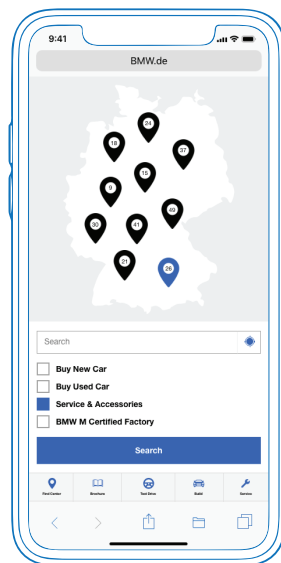 9:41
BMW.de
24
18
37
15
9
49
30
41
21
26
Search
Buy New Car
Buy Used Car
Service & Accessories
BMW M Certified Factory
Search
Find Center Brochure Test Drive Build Service